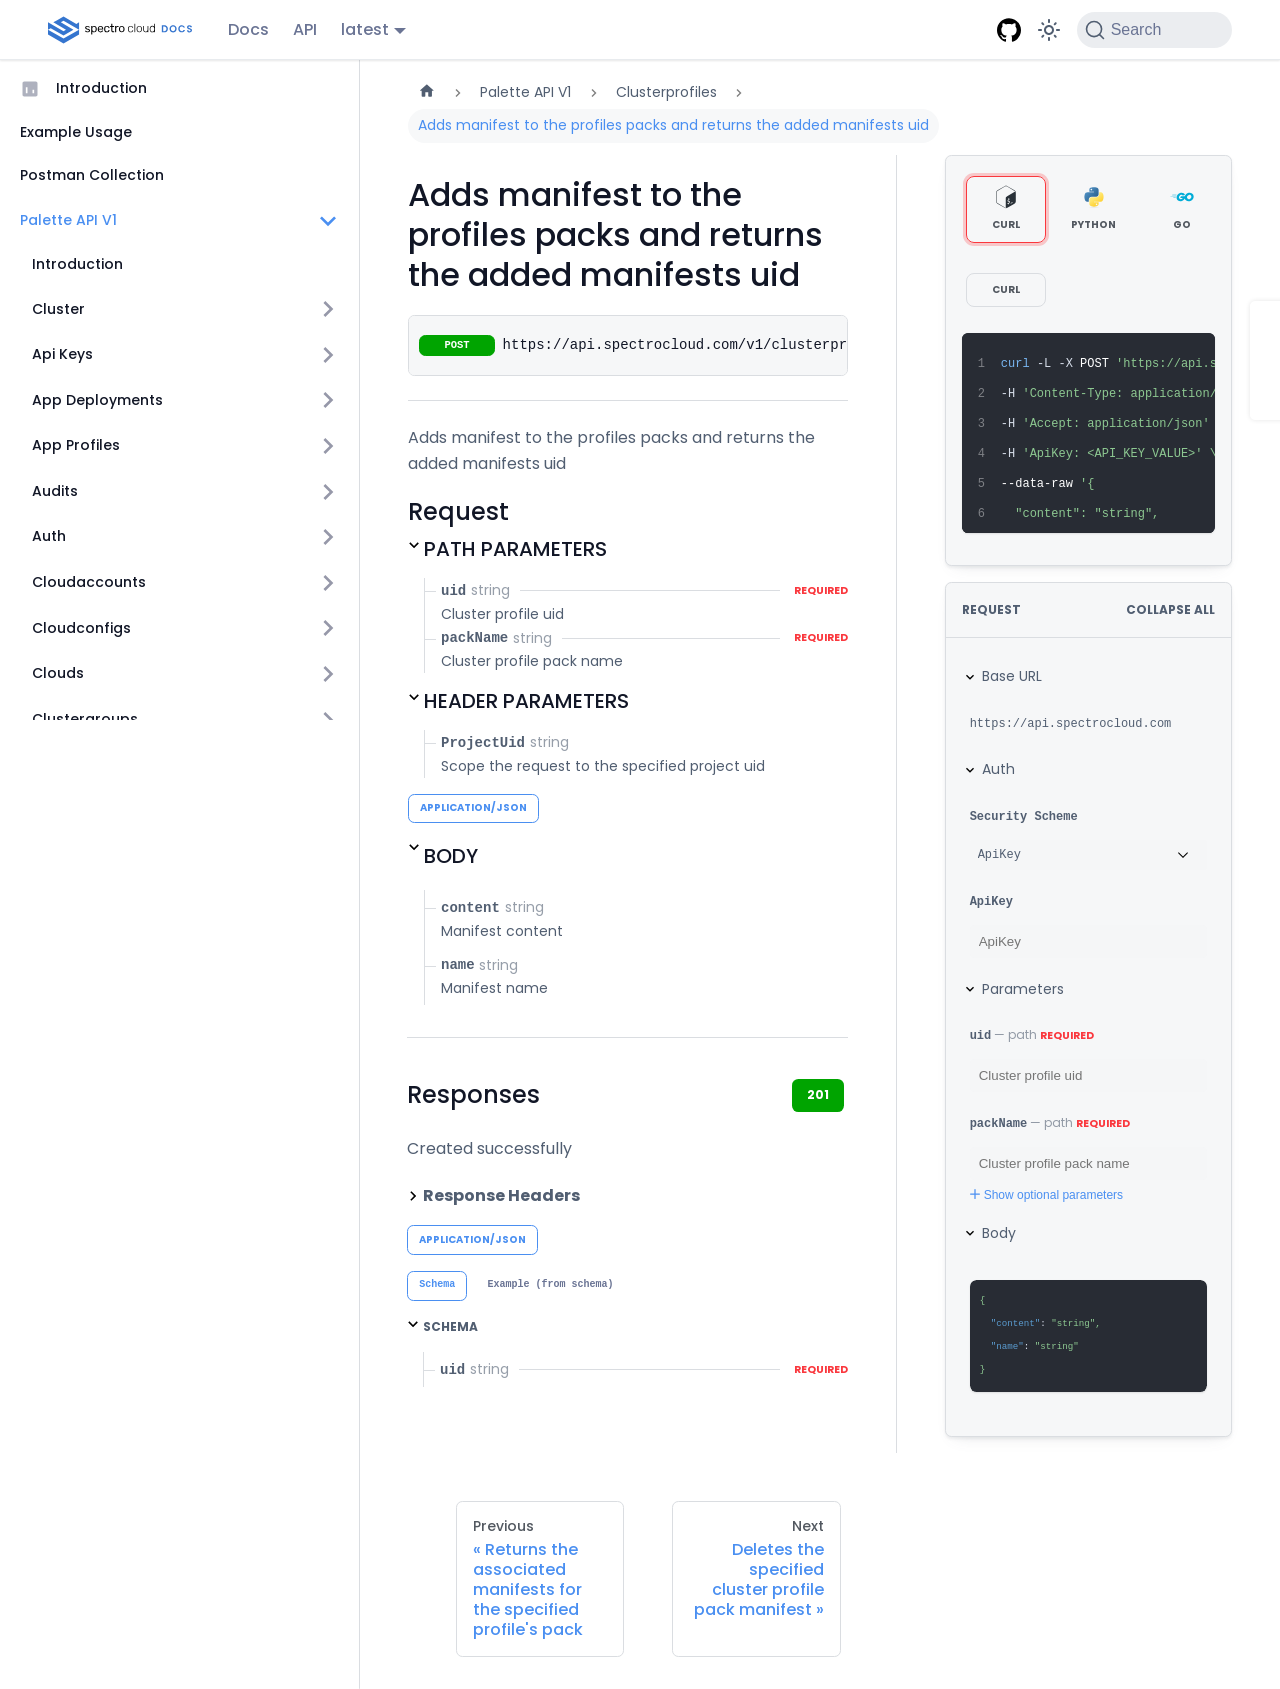 spectro cloud DOCS
Docs
API
latest
Search
Introduction
Example Usage
Postman Collection
Palette API V1
Introduction
Cluster
Api Keys
App Deployments
App Profiles
Audits
Auth
Cloudaccounts
Cloudconfigs
Clouds
Clustergroups
Palette API V1
Clusterprofiles
Adds manifest to the profiles packs and returns the added manifests uid
Adds manifest to the
profiles packs and returns
the added manifests uid
POST https://api.spectrocloud.com/v1/clusterpr
Adds manifest to the profiles packs and returns the
added manifests uid
Request
PATH PARAMETERS
uid string REQUIRED
Cluster profile uid
packName string REQUIRED
Cluster profile pack name
HEADER PARAMETERS
ProjectUid string
Scope the request to the specified project uid
APPLICATION/JSON
BODY
content string
Manifest content
name string
Manifest name
Responses
201
Created successfully
Response Headers
APPLICATION/JSON
Schema
Example (from schema)
SCHEMA
uid string REQUIRED
CURL
PYTHON
GO
CURL
1 curl -L -X POST 'https://api.s
2 -H 'Content-Type: application/
3 -H 'Accept: application/json'
4 -H 'ApiKey: <API_KEY_VALUE>' \
5 --data-raw '{
6 "content": "string",
REQUEST
COLLAPSE ALL
Base URL
https://api.spectrocloud.com
Auth
Security Scheme
ApiKey
ApiKey
ApiKey
Parameters
uid — path REQUIRED
Cluster profile uid
packName — path REQUIRED
Cluster profile pack name
Show optional parameters
Body
{
"content": "string",
"name": "string"
}
Previous
« Returns the
associated
manifests for
the specified
profile's pack
Next
Deletes the
specified
cluster profile
pack manifest »